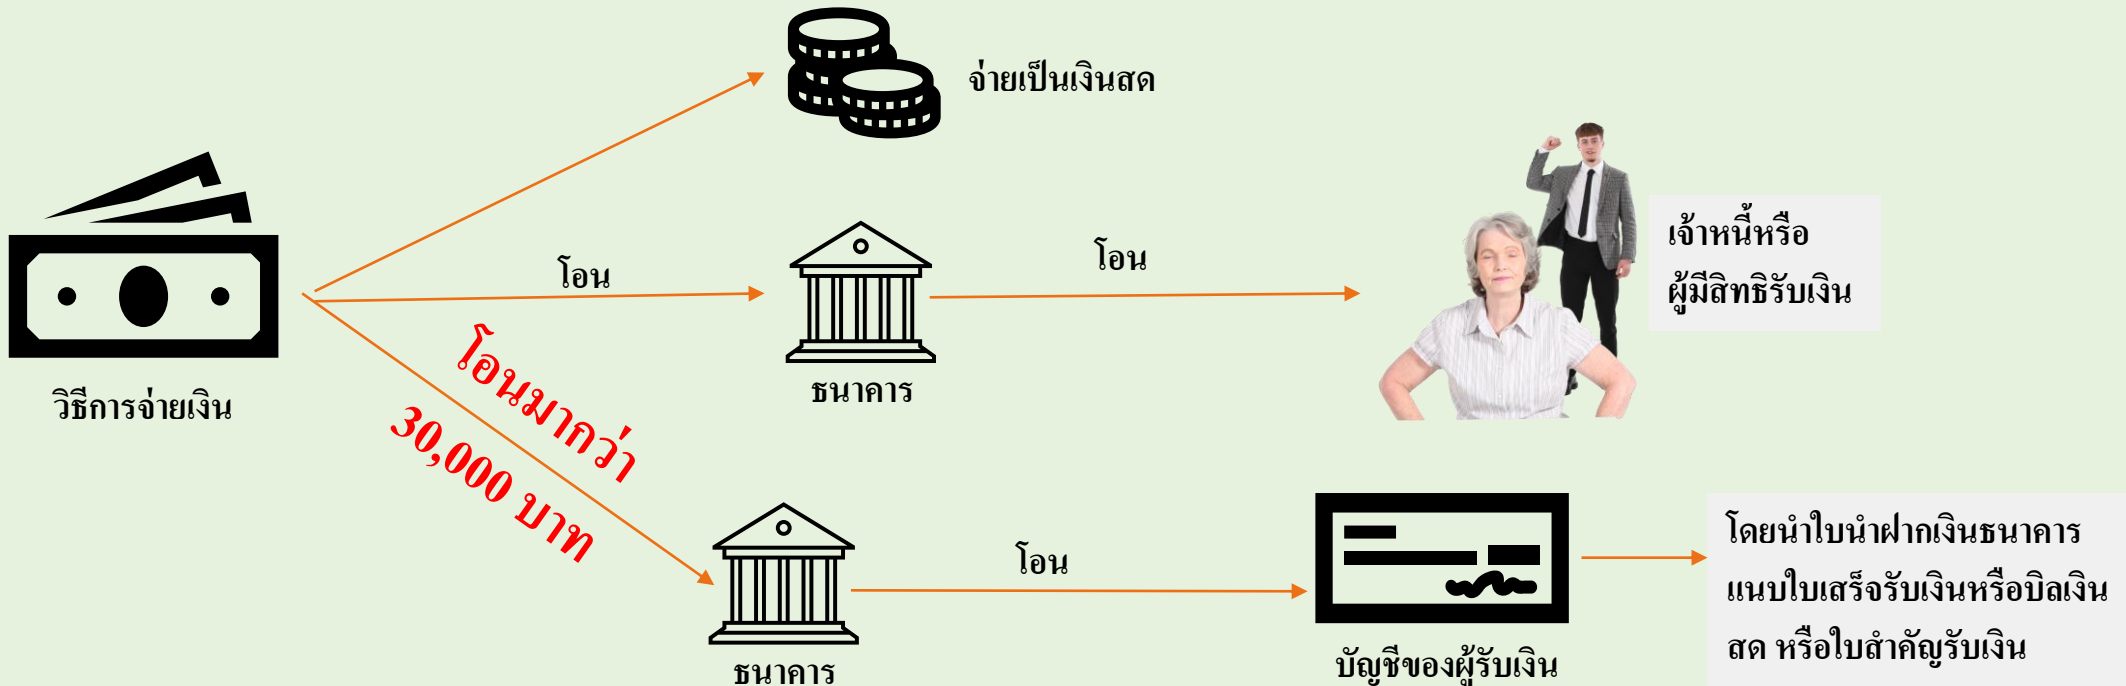 จ่ายเป็นเงินสด
โอน
โอน
เจ้าหนี้หรือ
ผู้มีสิทธิรับเงิน
วิธีการจ่ายเงิน
ธนาคาร
โอนมากว่า
30,000 บาท
โอน
ธนาคาร
บัญชีของผู้รับเงิน
โดยนำใบนำฝากเงินธนาคาร
แนบใบเสร็จรับเงินหรือบิลเงิน
สด หรือใบสำคัญรับเงิน